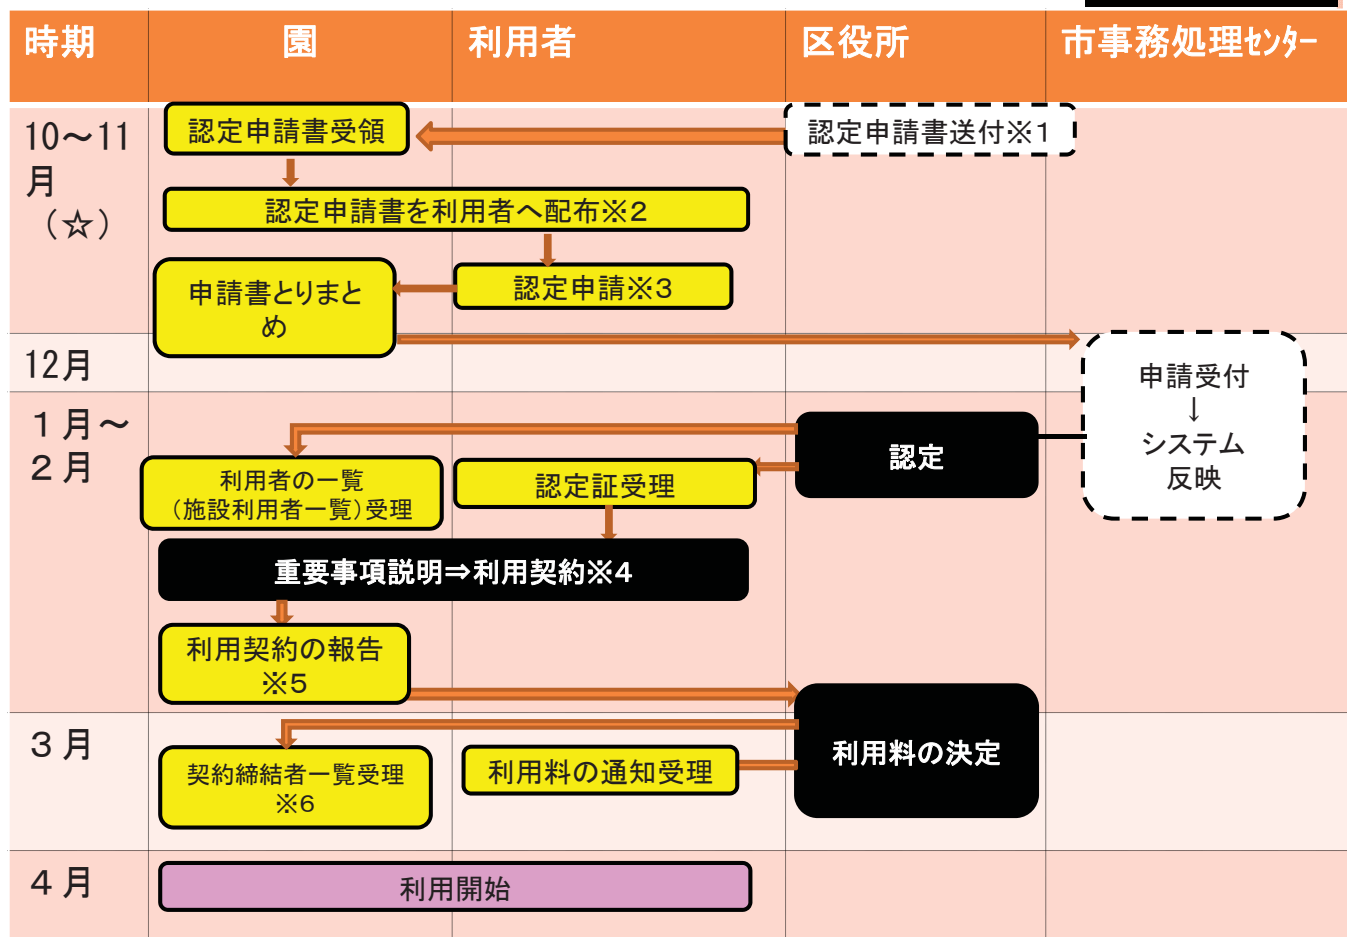 時期
園
利用者
区役所
市事務処理ｾﾝﾀｰ
10～11
月
（☆）
認定申請書受領
認定申請書送付※１
認定申請書を利用者へ配布※２
認定申請※３
申請書とりまと
め
12月
申請受付
↓
システム
反映
１月～
２月
認定
利用者の一覧
（施設利用者一覧）受理
認定証受理
重要事項説明⇒利用契約※４
利用契約の報告
※５
３月
利用料の決定
契約締結者一覧受理
※６
利用料の通知受理
４月
利用開始